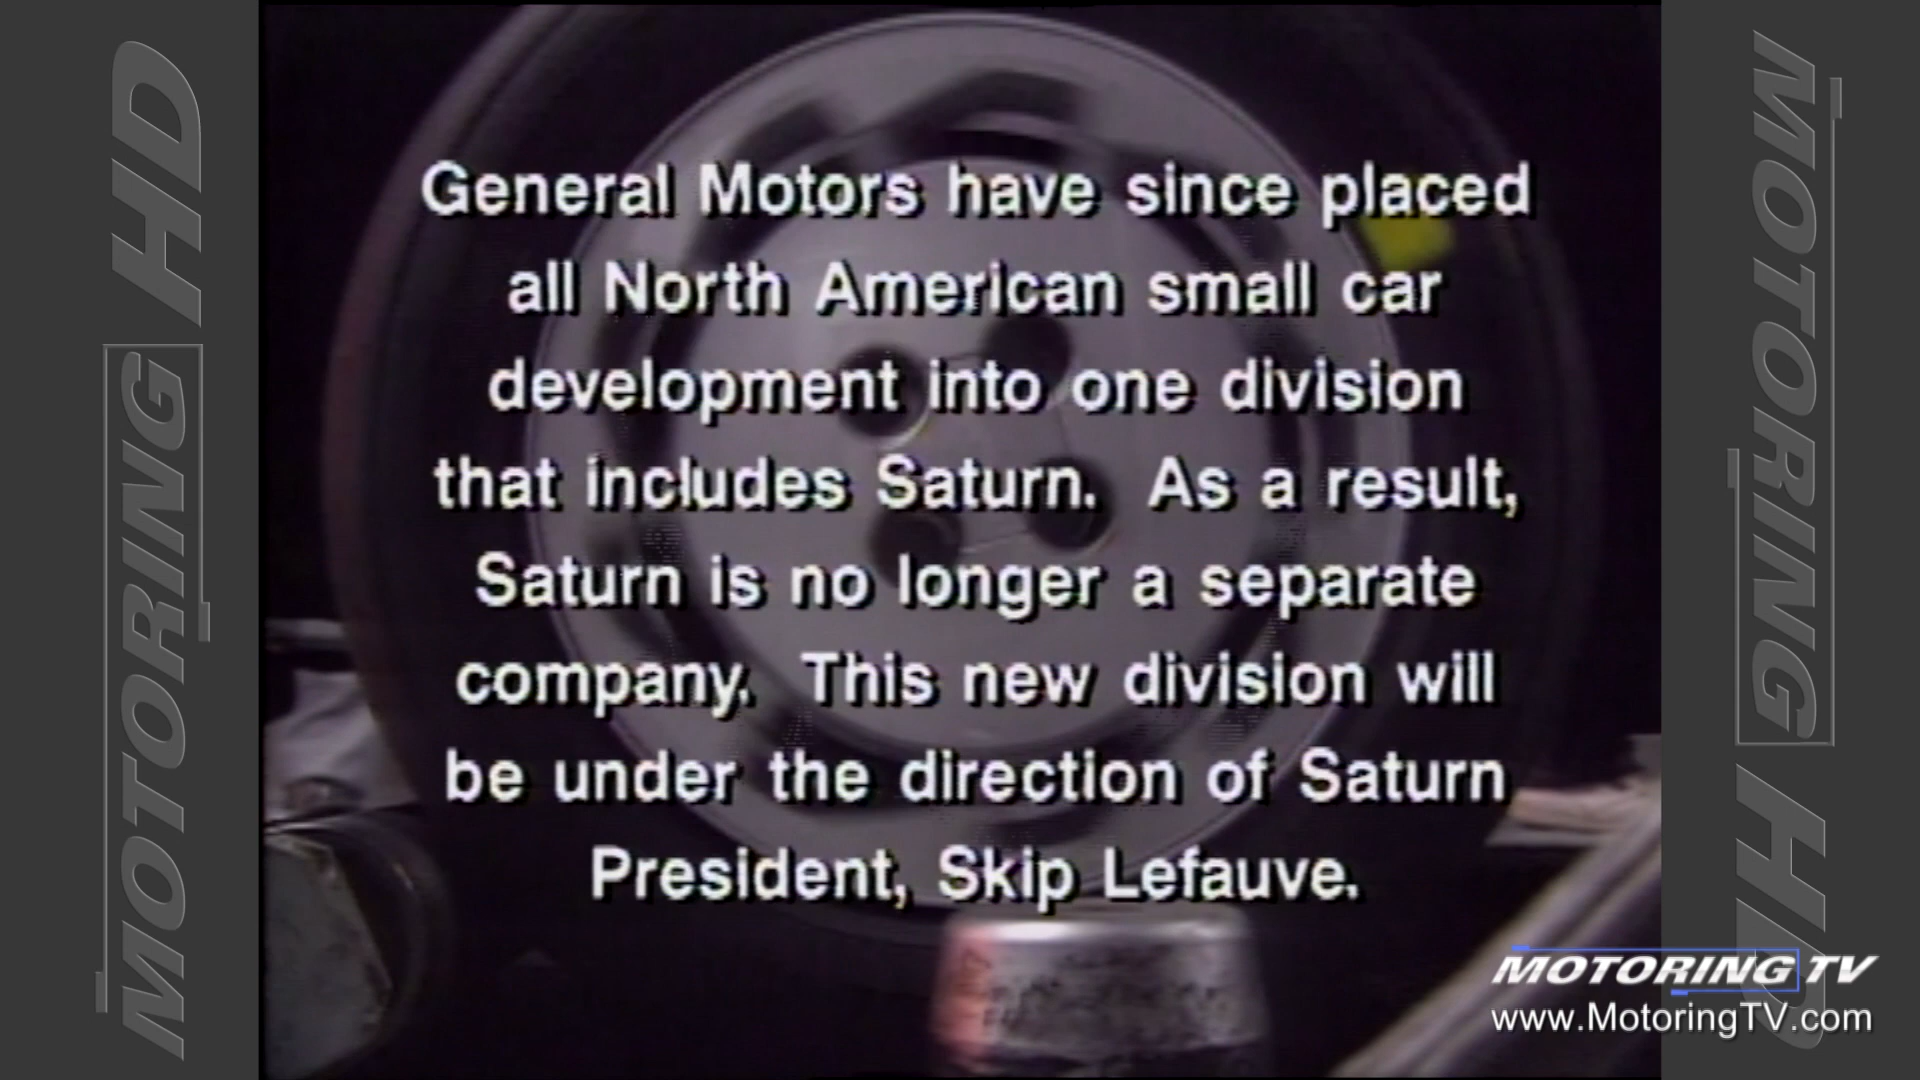 General Motors have since placed
all North American small car
development into one division
that includes Saturn. As a result,
Saturn is no longer a separate
company. This new division will
be under the direction of Saturn
President, Skip Lefauve.
MOTORING HD
MOTORING HD
MOTORING TV
www.MotoringTV.com